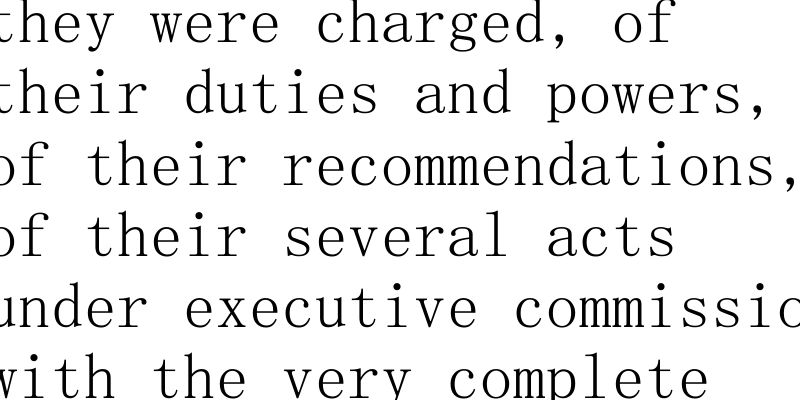 they were charged, of
their duties and powers,
of their recommendations,
of their several acts
under executive commissio
with the very complete